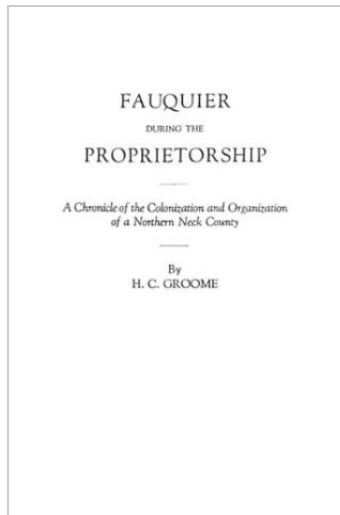 FAUQUIER
DURING THE
PROPRIETORSHIP
A Chronicle of the Colonization and Organization
of a Northern Neck County
By
H. C. GROOME